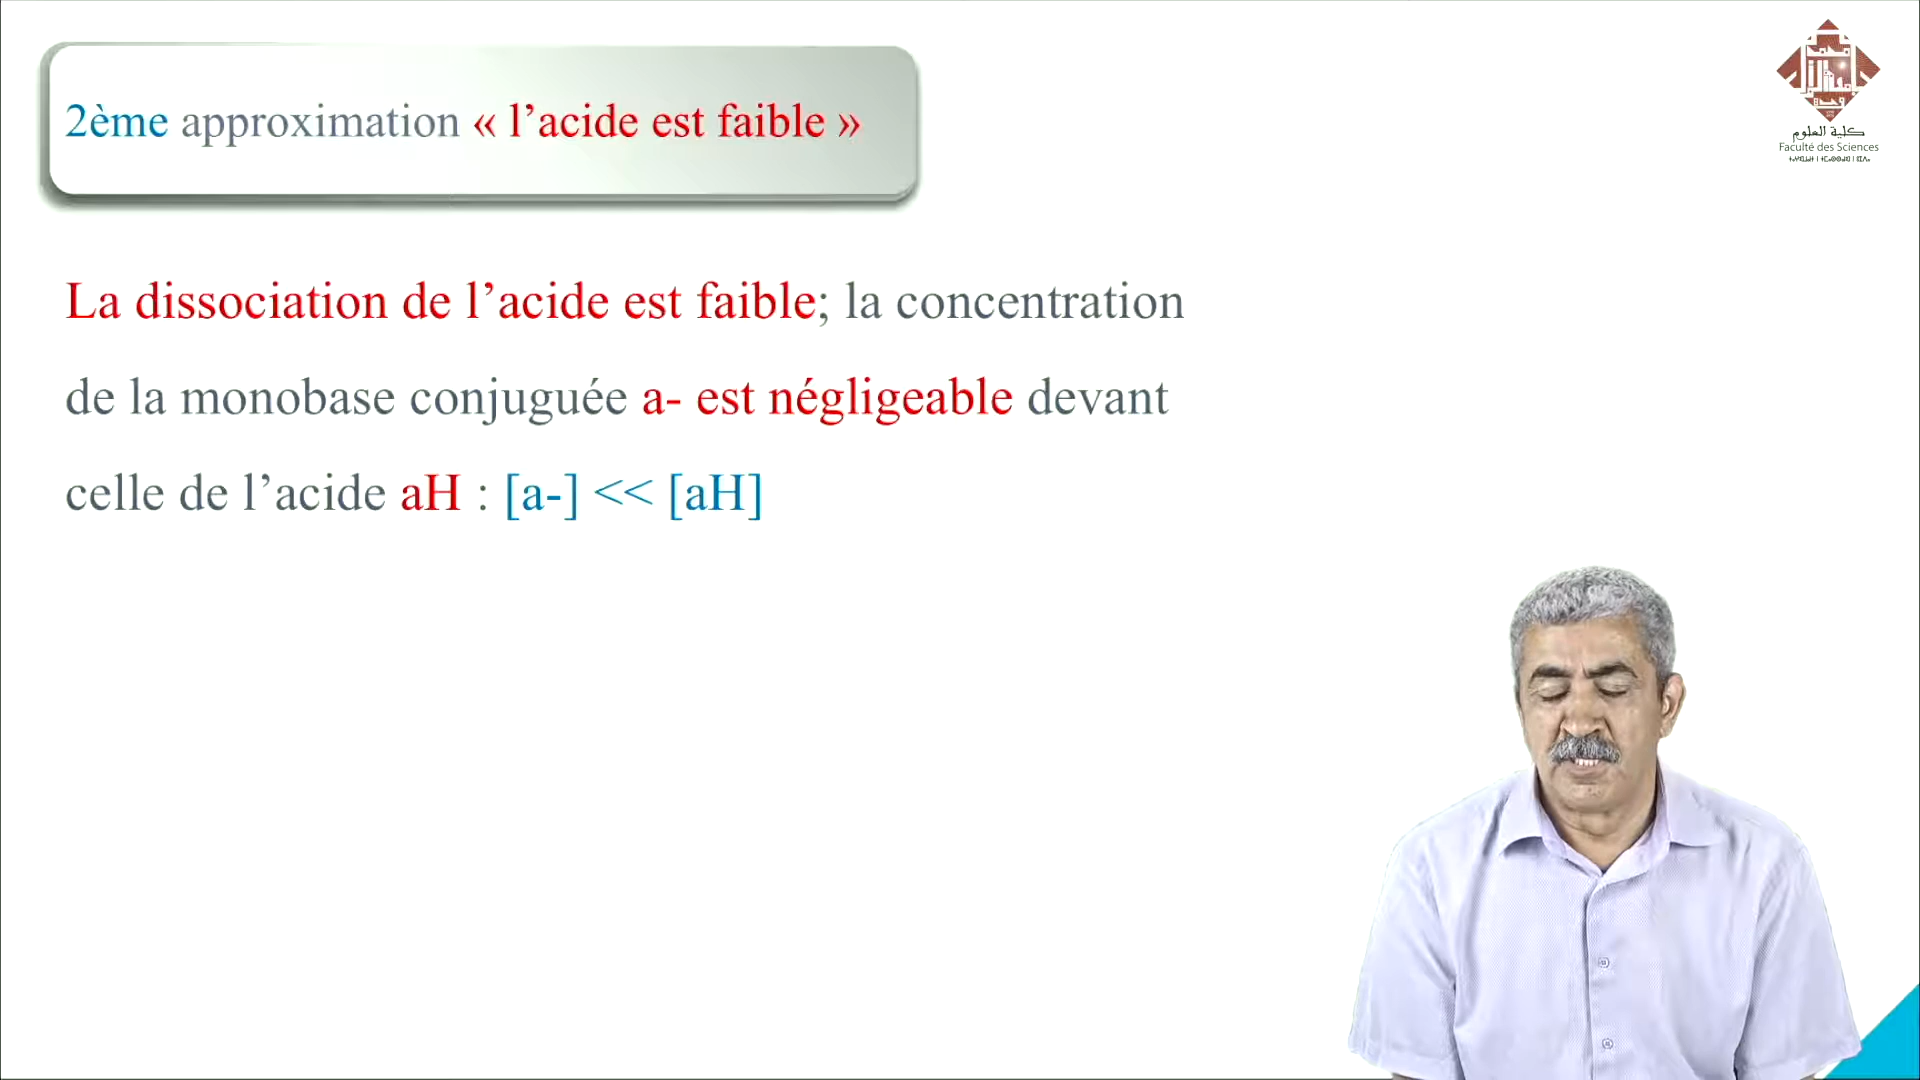 2ème approximation « l’acide est faible »
La dissociation de l’acide est faible; la concentration
de la monobase conjuguée a- est négligeable devant
celle de l’acide aH : [a-] << [aH]
كلية العلوم
Faculté des Sciences